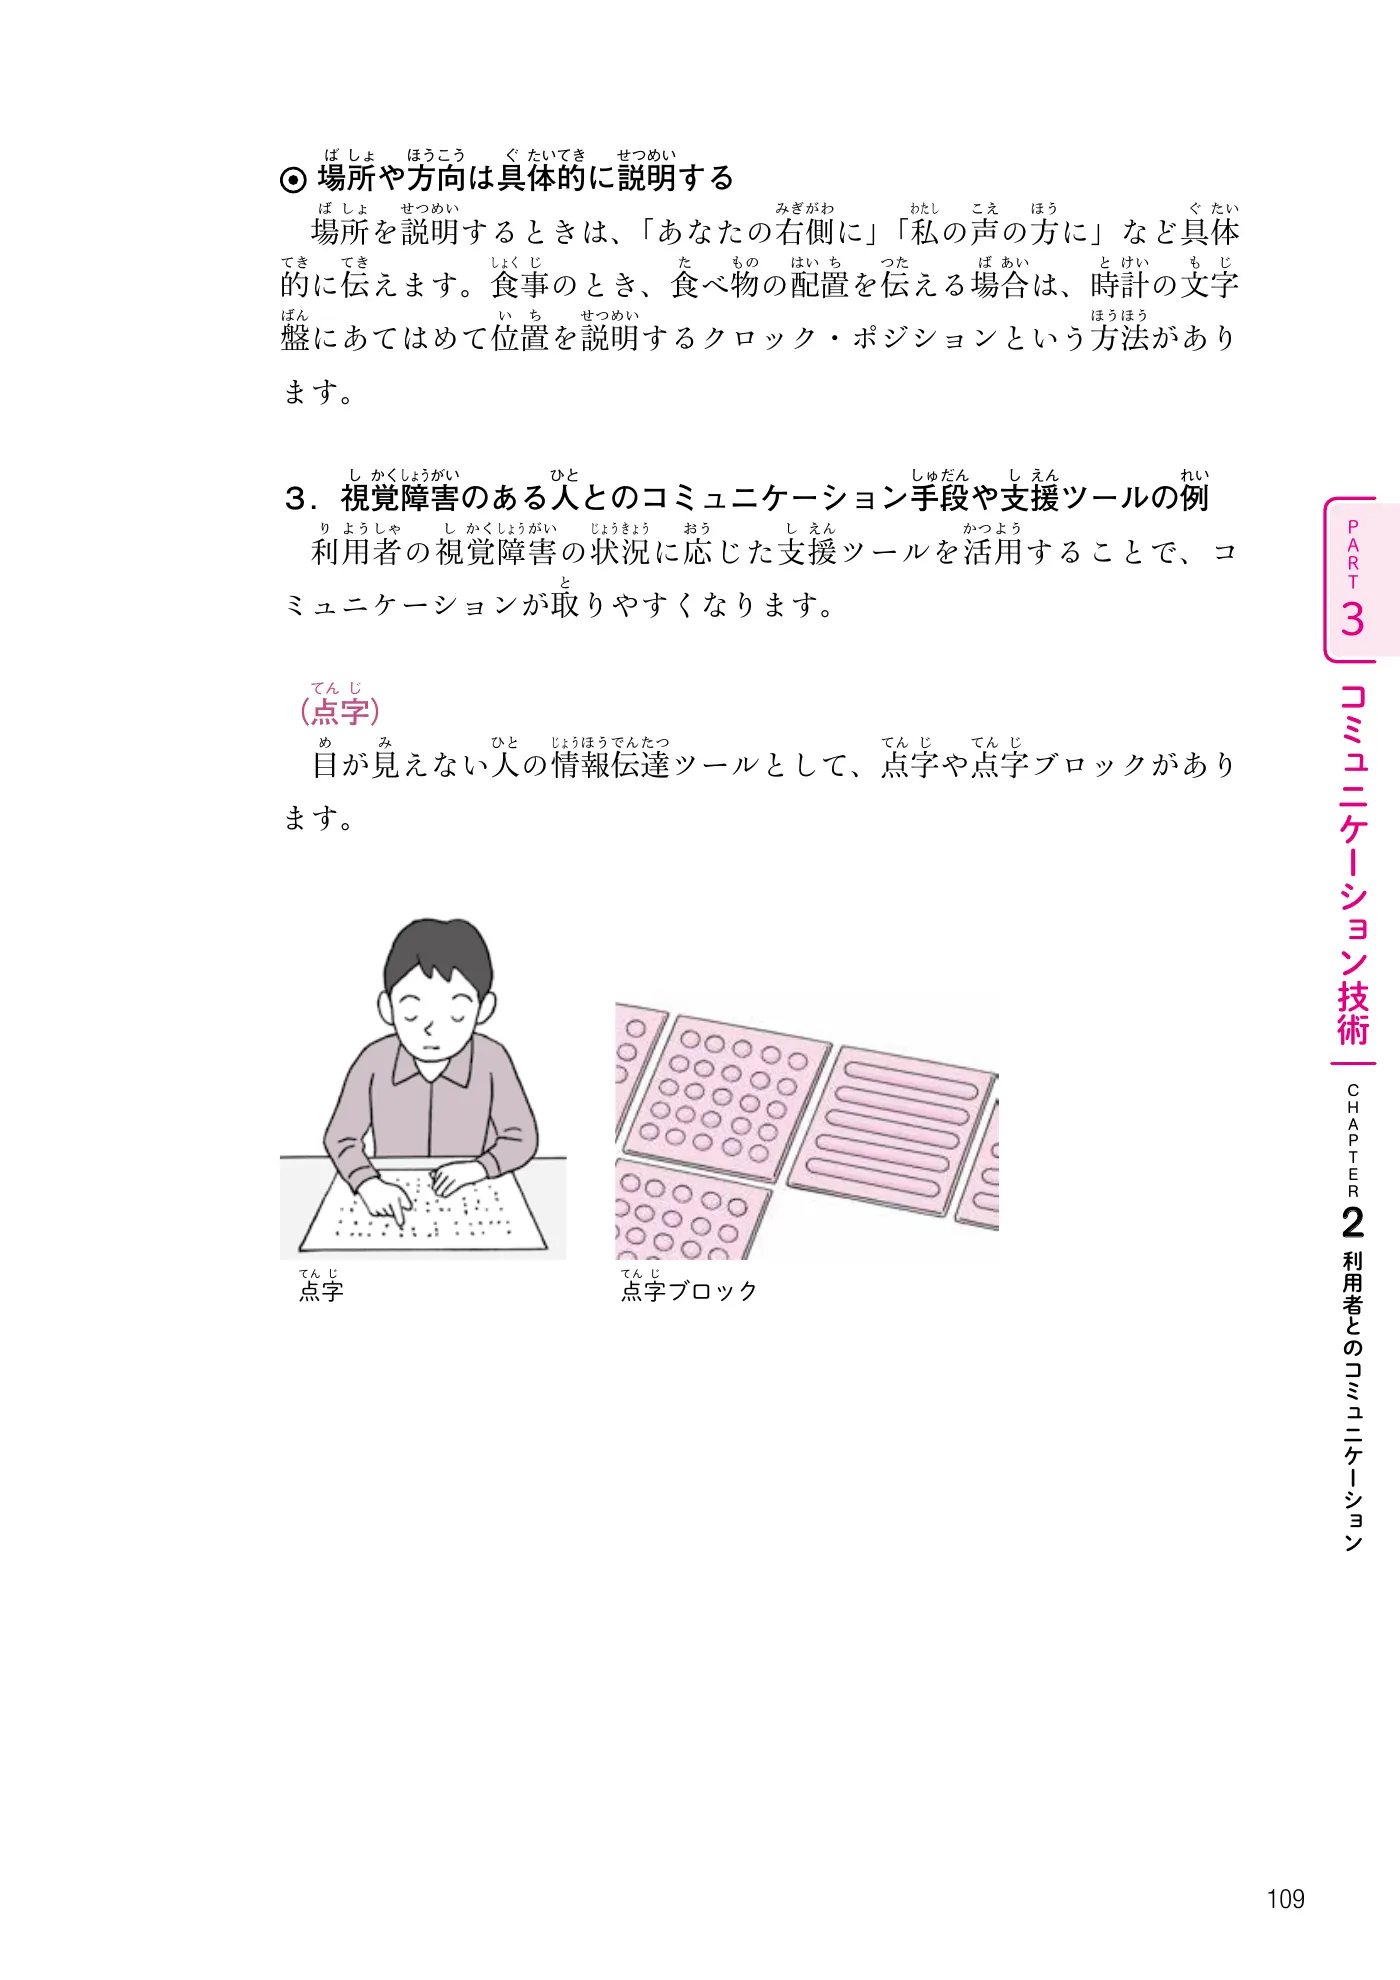 ◉ 場所や方向は具体的に説明する
場所を説明するときは、「あなたの右側に」「私の声の方に」など具体
的に伝えます。食事のとき、食べ物の配置を伝える場合は、時計の文字
盤にあてはめて位置を説明するクロック・ポジションという方法があり
ます。
3．視覚障害のある人とのコミュニケーション手段や支援ツールの例
利用者の視覚障害の状況に応じた支援ツールを活用することで、コ
ミュニケーションが取りやすくなります。
（点字）
目が見えない人の情報伝達ツールとして、点字や点字ブロックがあり
ます。
点字
点字ブロック
PART 3 コミュニケーション技術
CHAPTER 2 利用者とのコミュニケーション
109